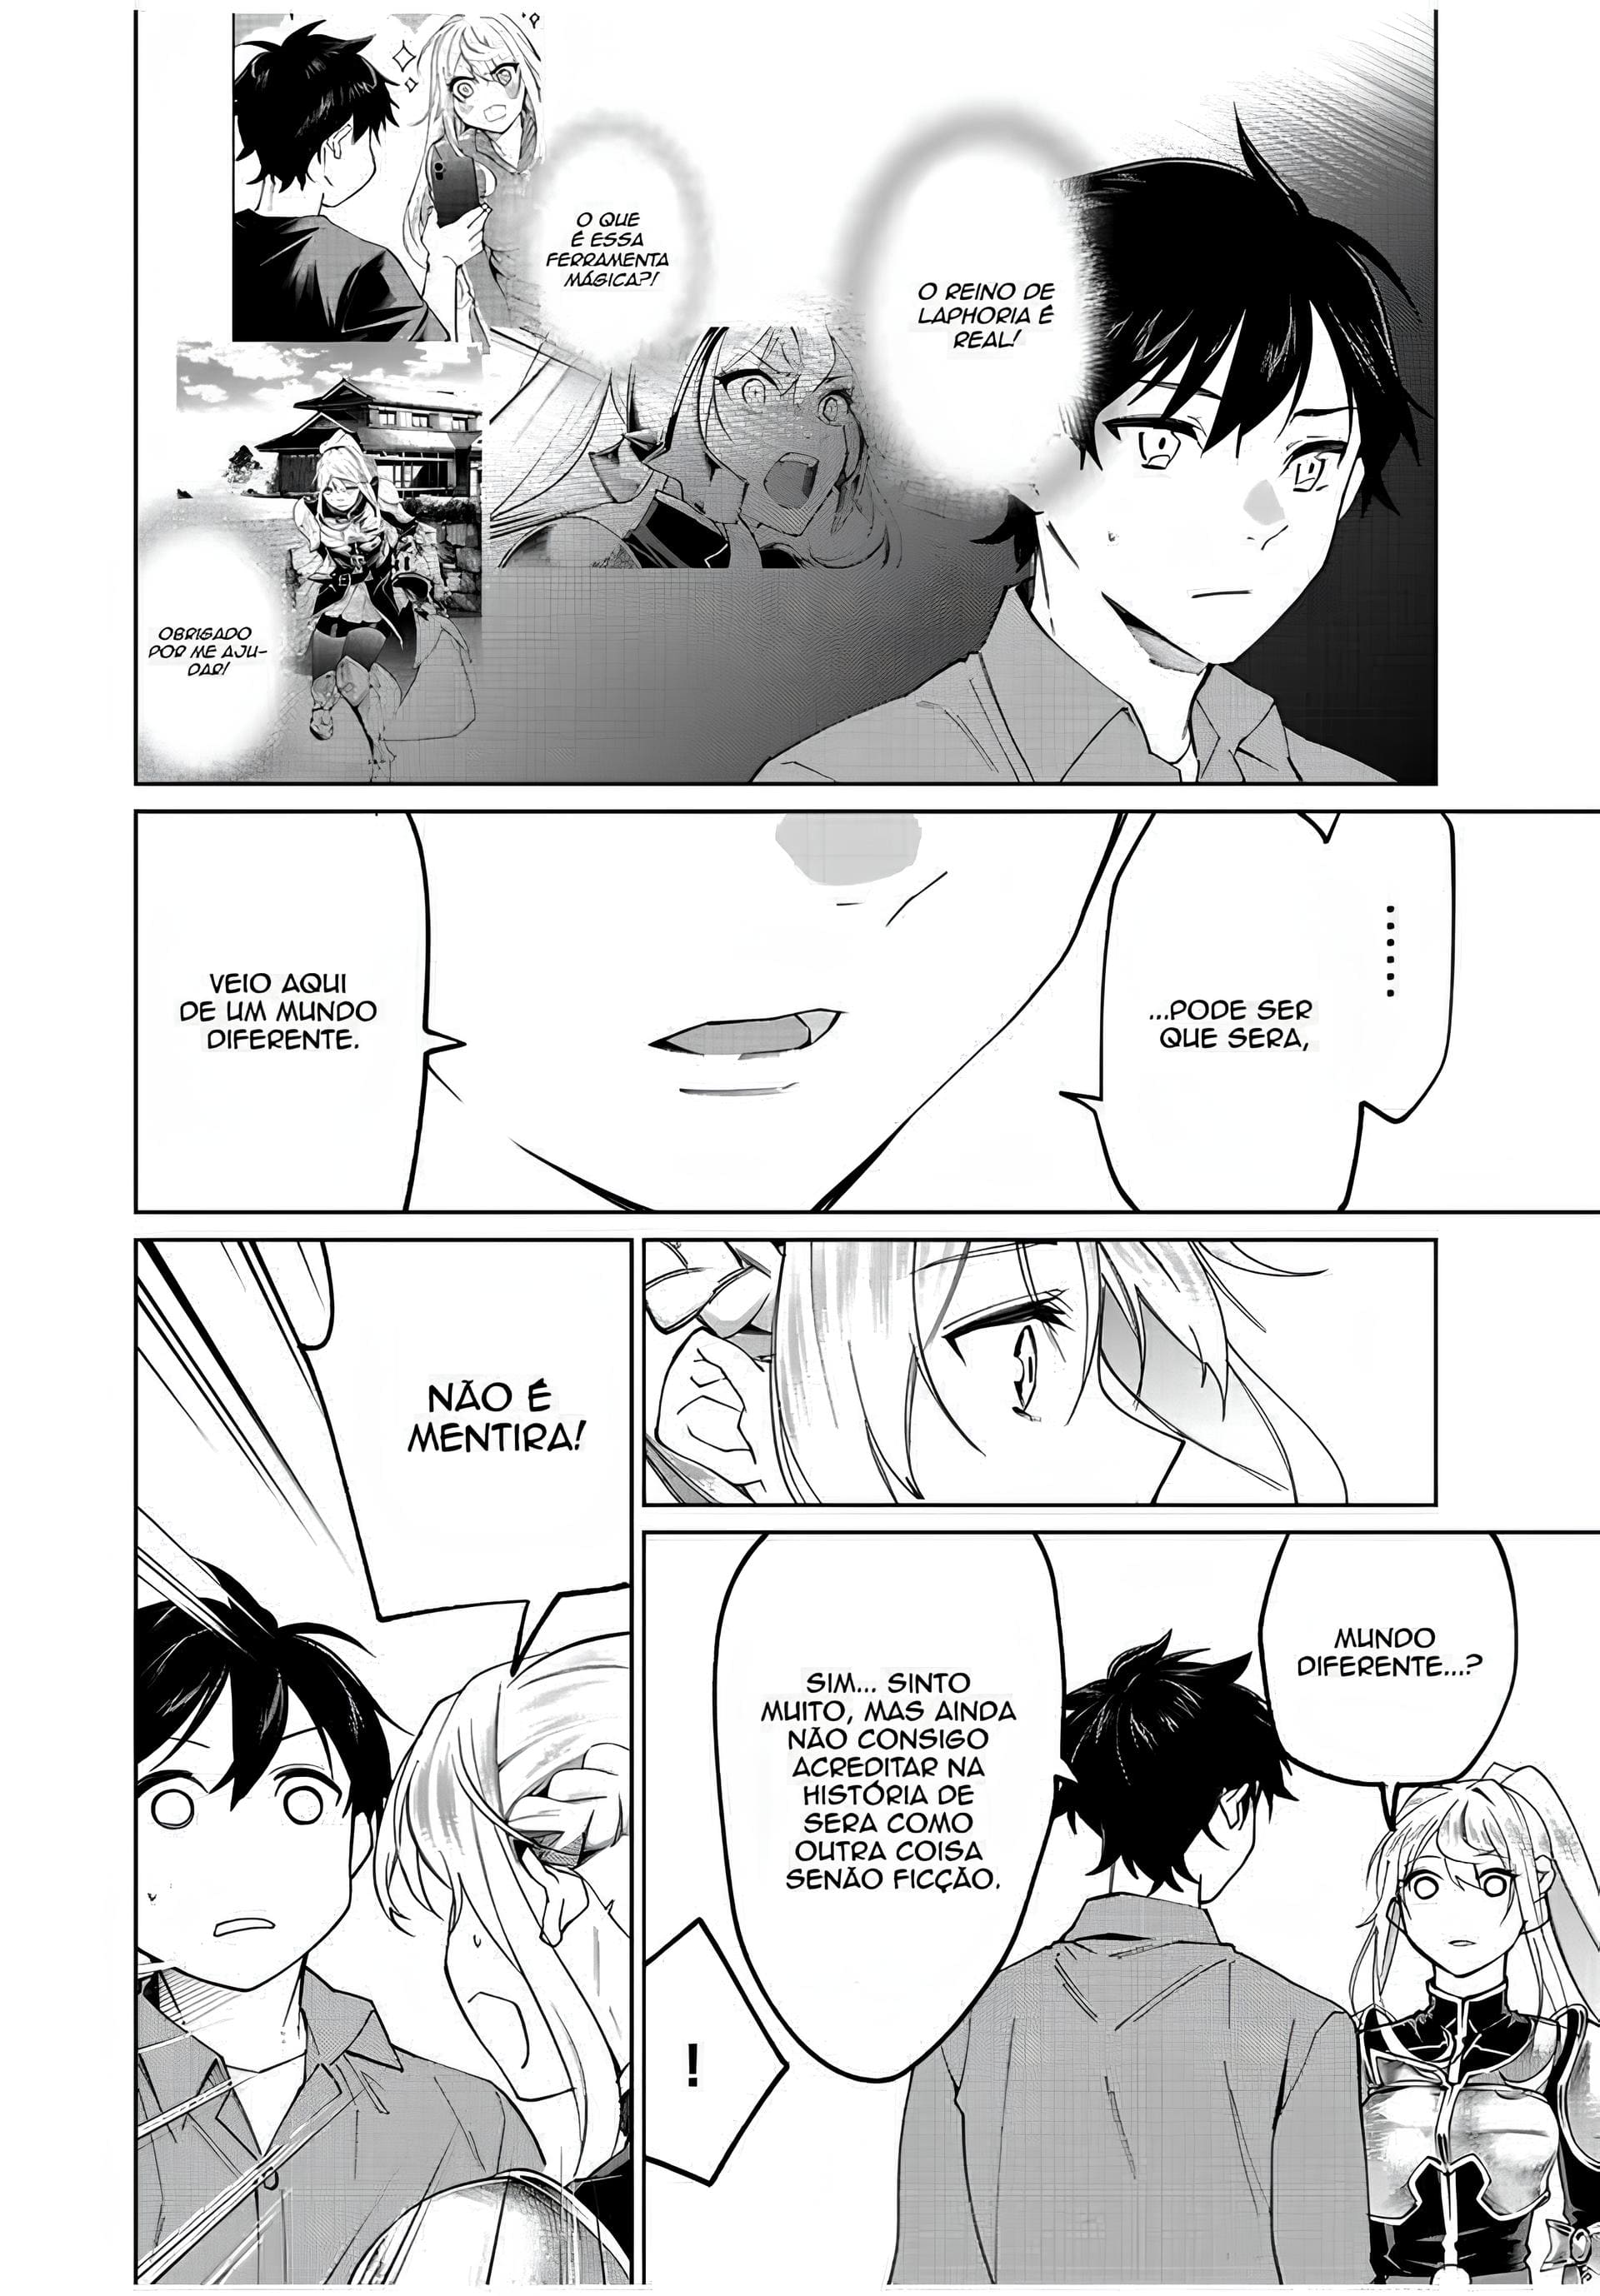 O REINO DE
LAPHORIA É
REAL!
O QUE
É ESSA
FERRAMENTA
MÁGICA?!
OBRIGADO
POR ME AJU-
DAR!
......
...PODE SER
QUE SERA,
VEIO AQUI
DE UM MUNDO
DIFERENTE.
MUNDO
DIFERENTE...?
SIM... SINTO
MUITO, MAS AINDA
NÃO CONSIGO
ACREDITAR NA
HISTÓRIA DE
SERA COMO
OUTRA COISA
SENÃO FICÇÃO.
!
NÃO É
MENTIRA!